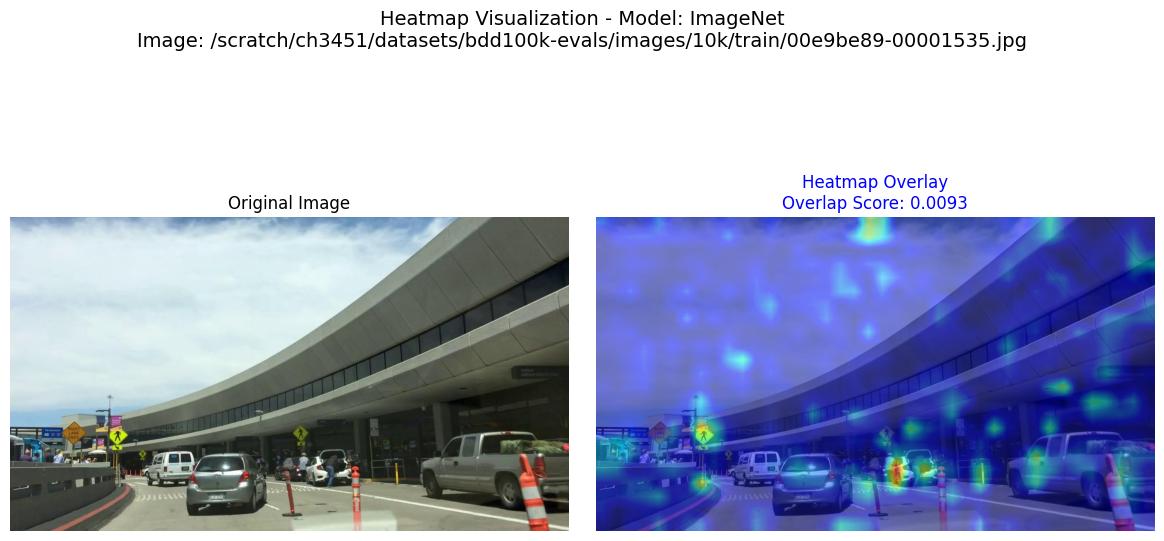 Heatmap Visualization - Model: ImageNet
Image: /scratch/ch3451/datasets/bdd100k-evals/images/10k/train/00e9be89-00001535.jpg
Original Image
Heatmap Overlay
Overlap Score: 0.0093